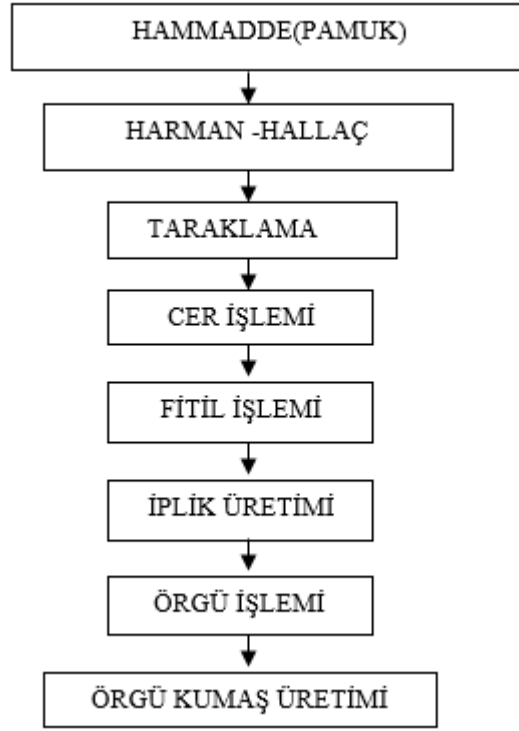 HAMMADDE(PAMUK)
HARMAN -HALLAÇ
TARAKLAMA
CER İŞLEMİ
FİTİL İŞLEMİ
İPLİK ÜRETİMİ
ÖRGÜ İŞLEMİ
ÖRGÜ KUMAŞ ÜRETİMİ